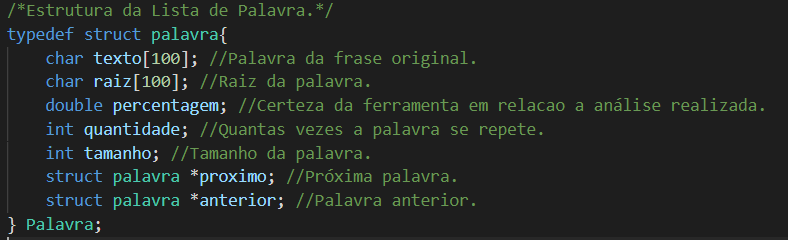 /*Estrutura da Lista de Palavra.*/
typedef struct palavra{
    char texto[100]; //Palavra da frase original.
    char raiz[100]; //Raiz da palavra.
    double percentagem; //Certeza da ferramenta em relacao a análise realizada.
    int quantidade; //Quantas vezes a palavra se repete.
    int tamanho; //Tamanho da palavra.
    struct palavra *proximo; //Próxima palavra.
    struct palavra *anterior; //Palavra anterior.
} Palavra;